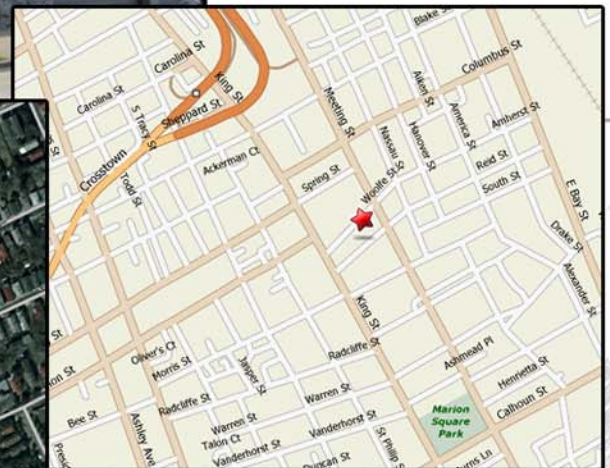 Blake St
Carolina St
Columbus St
King St
Carolina St
Aiken St
Meeting St
America St
Sheppard St
Amherst St
S Tracy St
Nassau St
Hanover St
Ackerman Ct
Reid St
Crosstown
Spring St
Woolfe St
South St
Todd St
E Bay St
Drake St
Alexander St
King St
Oliver's Ct
Radcliffe St
Ashmead Pl
Morris St
Jasper St
Henrietta St
Radcliffe St
Warren St
Calhoun St
Bee St
Ashley Ave
Warren St
Marion
Square
Park
Talon Ct
Vanderhorst St
Vanderhorst St
St Philip S
Duncan St